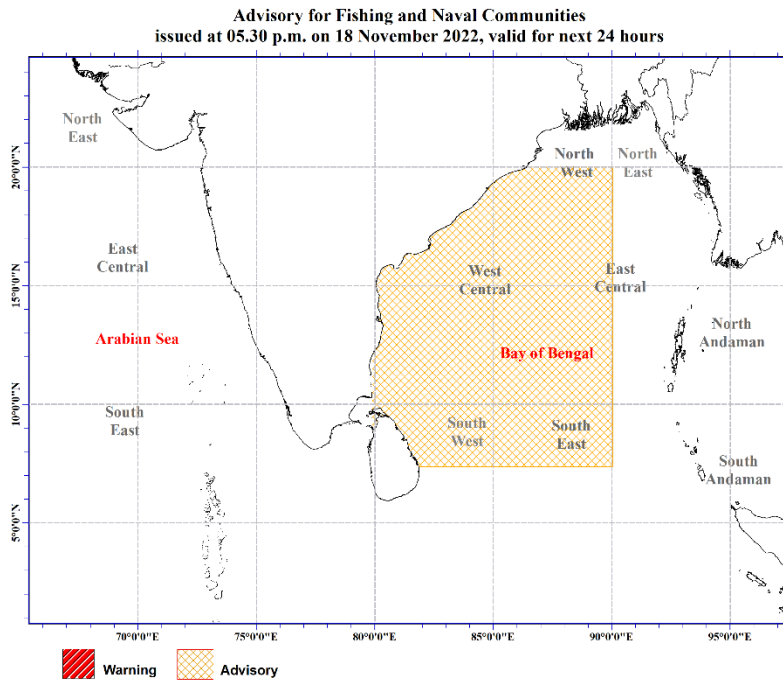 Advisory for Fishing and Naval Communities
issued at 05.30 p.m. on 18 November 2022, valid for next 24 hours
North
East
North
West
North
East
20°0'0"N
East
Central
West
Central
East
Central
15°0'0"N
Arabian Sea
Bay of Bengal
North
Andaman
10°0'0"N
South
East
South
West
South
East
South
Andaman
5°0'0"N
70°0'0"E
75°0'0"E
80°0'0"E
85°0'0"E
90°0'0"E
95°0'0"E
Warning
Advisory